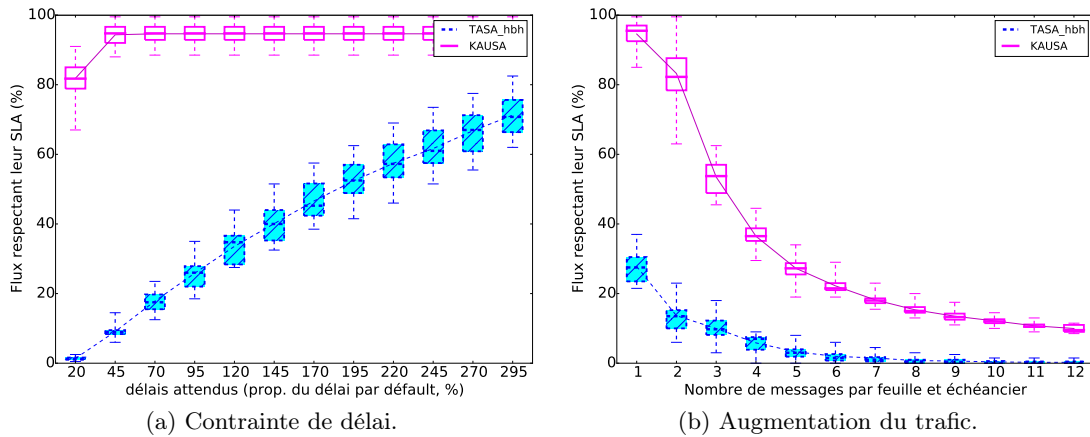 100
80
60
40
20
0
Flux respectant leur SLA (%)
TASA_hbh
KAUSA
20 45 70 95 120 145 170 195 220 245 270 295
délais attendus (prop. du délai par défault, %)
(a) Contrainte de délai.
100
80
60
40
20
0
Flux respectant leur SLA (%)
TASA_hbh
KAUSA
1 2 3 4 5 6 7 8 9 10 11 12
Nombre de messages par feuille et échéancier
(b) Augmentation du trafic.